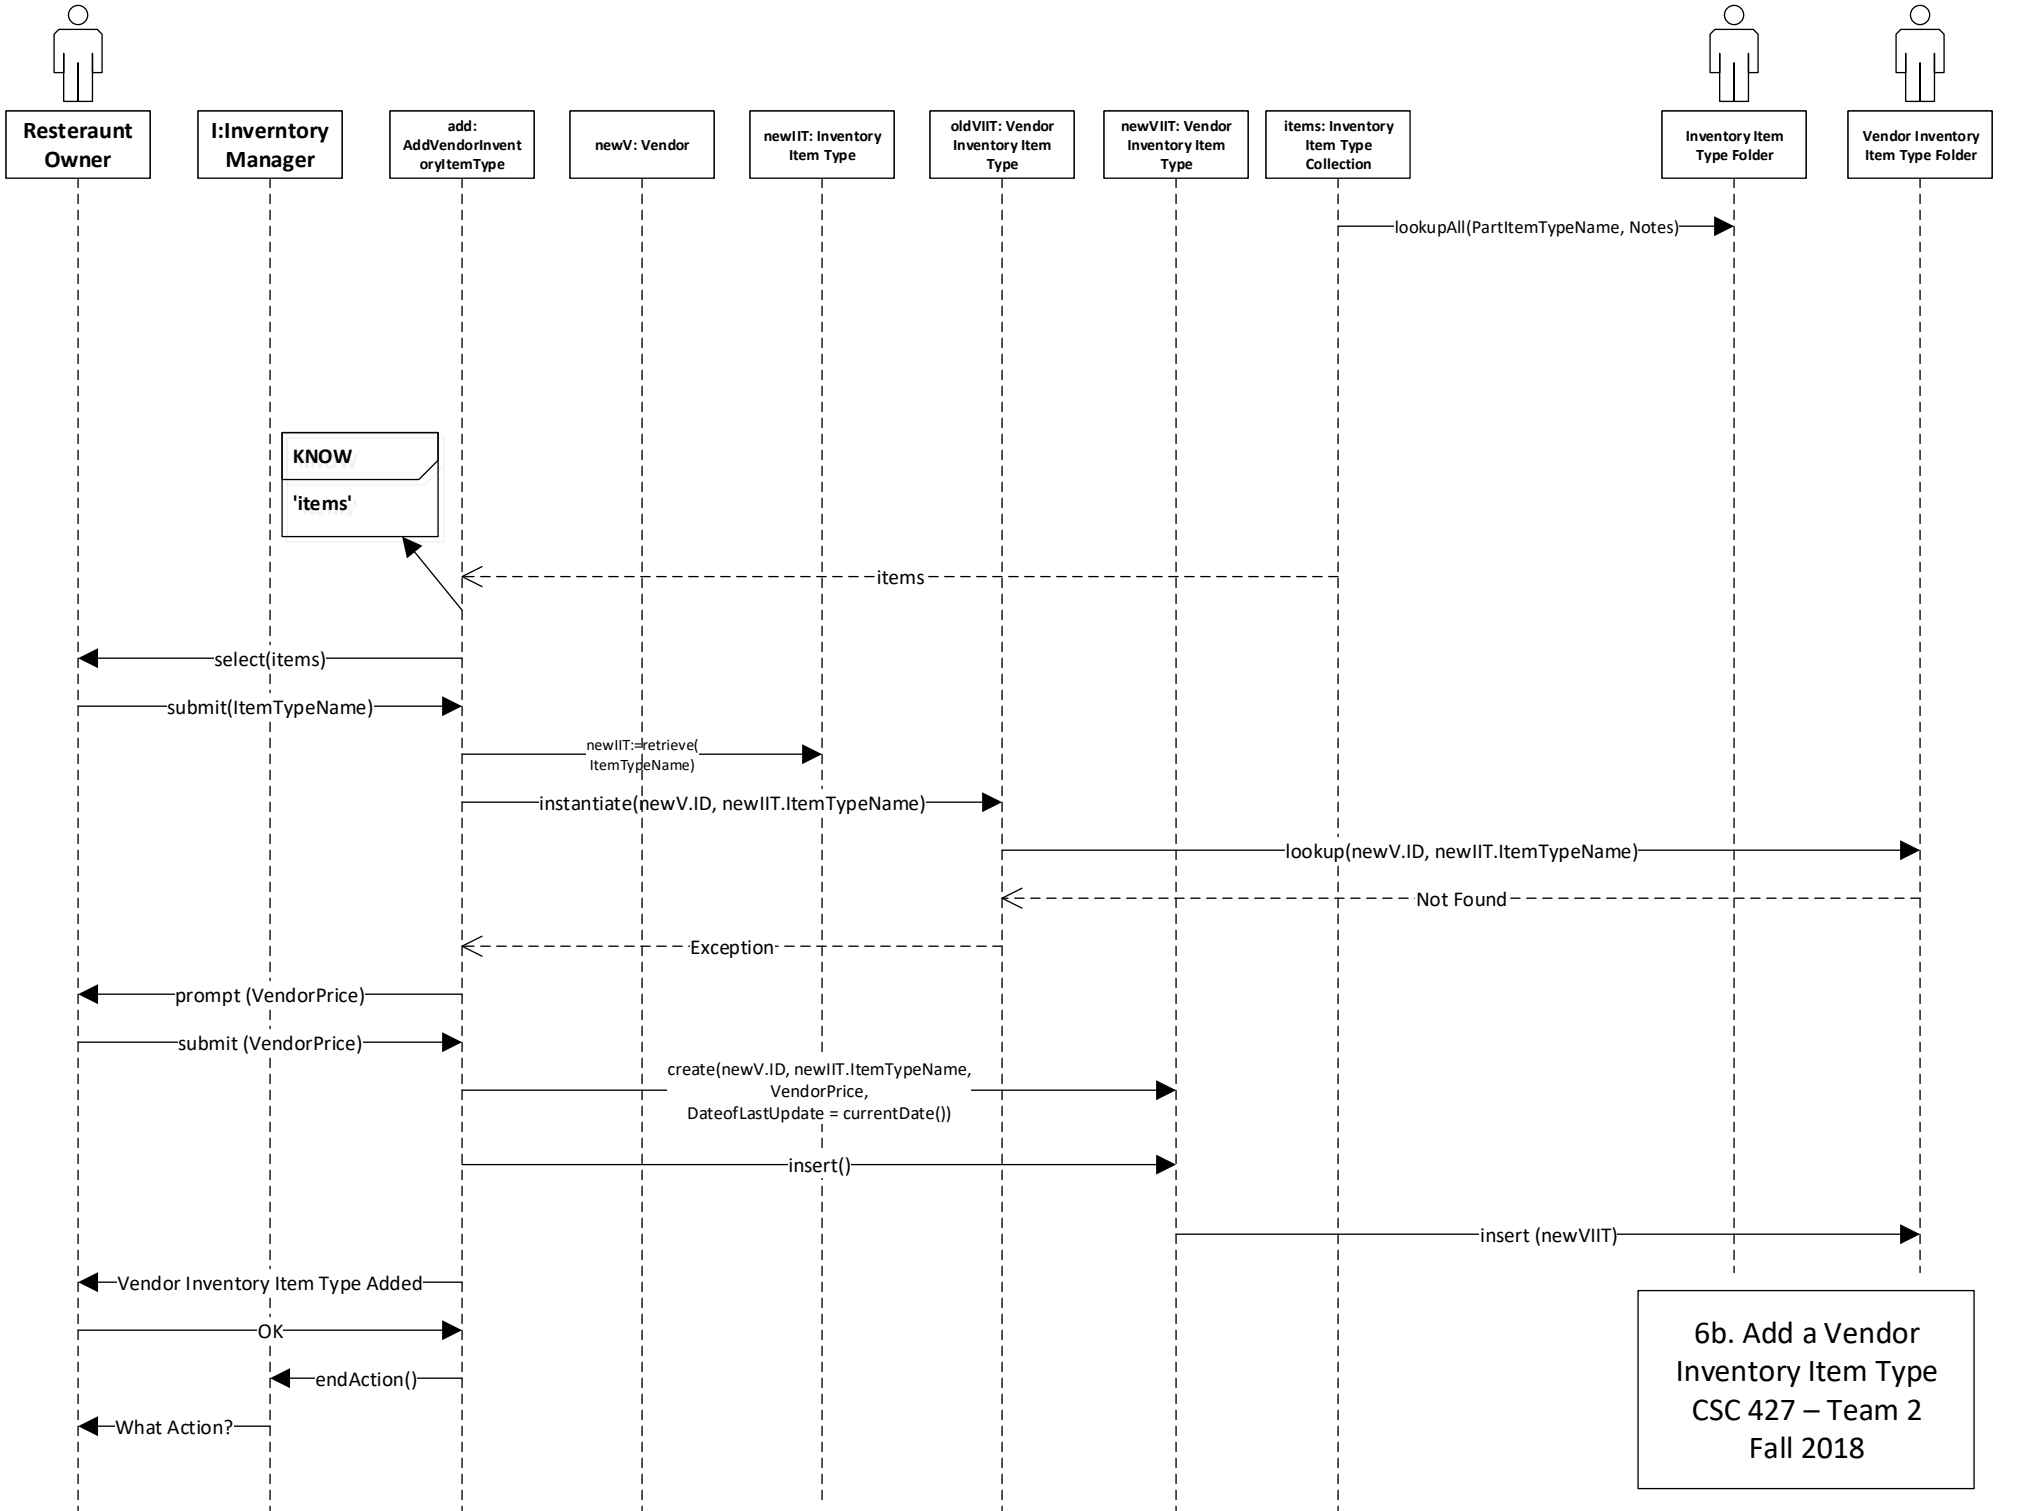 Resteraunt
Owner
I:Inverntory
Manager
add:
AddVendorInvent
oryItemType
newV: Vendor
newIIT: Inventory
Item Type
oldVIIT: Vendor
Inventory Item
Type
newVIIT: Vendor
Inventory Item
Type
items: Inventory
Item Type
Collection
Inventory Item
Type Folder
Vendor Inventory
Item Type Folder
lookupAll(PartItemTypeName, Notes)
KNOW
'items'
items
select(items)
submit(ItemTypeName)
newIIT:=retrieve(
ItemTypeName)
instantiate(newV.ID, newIIT.ItemTypeName)
lookup(newV.ID, newIIT.ItemTypeName)
Not Found
Exception
prompt (VendorPrice)
submit (VendorPrice)
create(newV.ID, newIIT.ItemTypeName,
VendorPrice,
DateofLastUpdate = currentDate())
insert()
insert (newVIIT)
Vendor Inventory Item Type Added
OK
endAction()
What Action?
6b. Add a Vendor
Inventory Item Type
CSC 427 – Team 2
Fall 2018